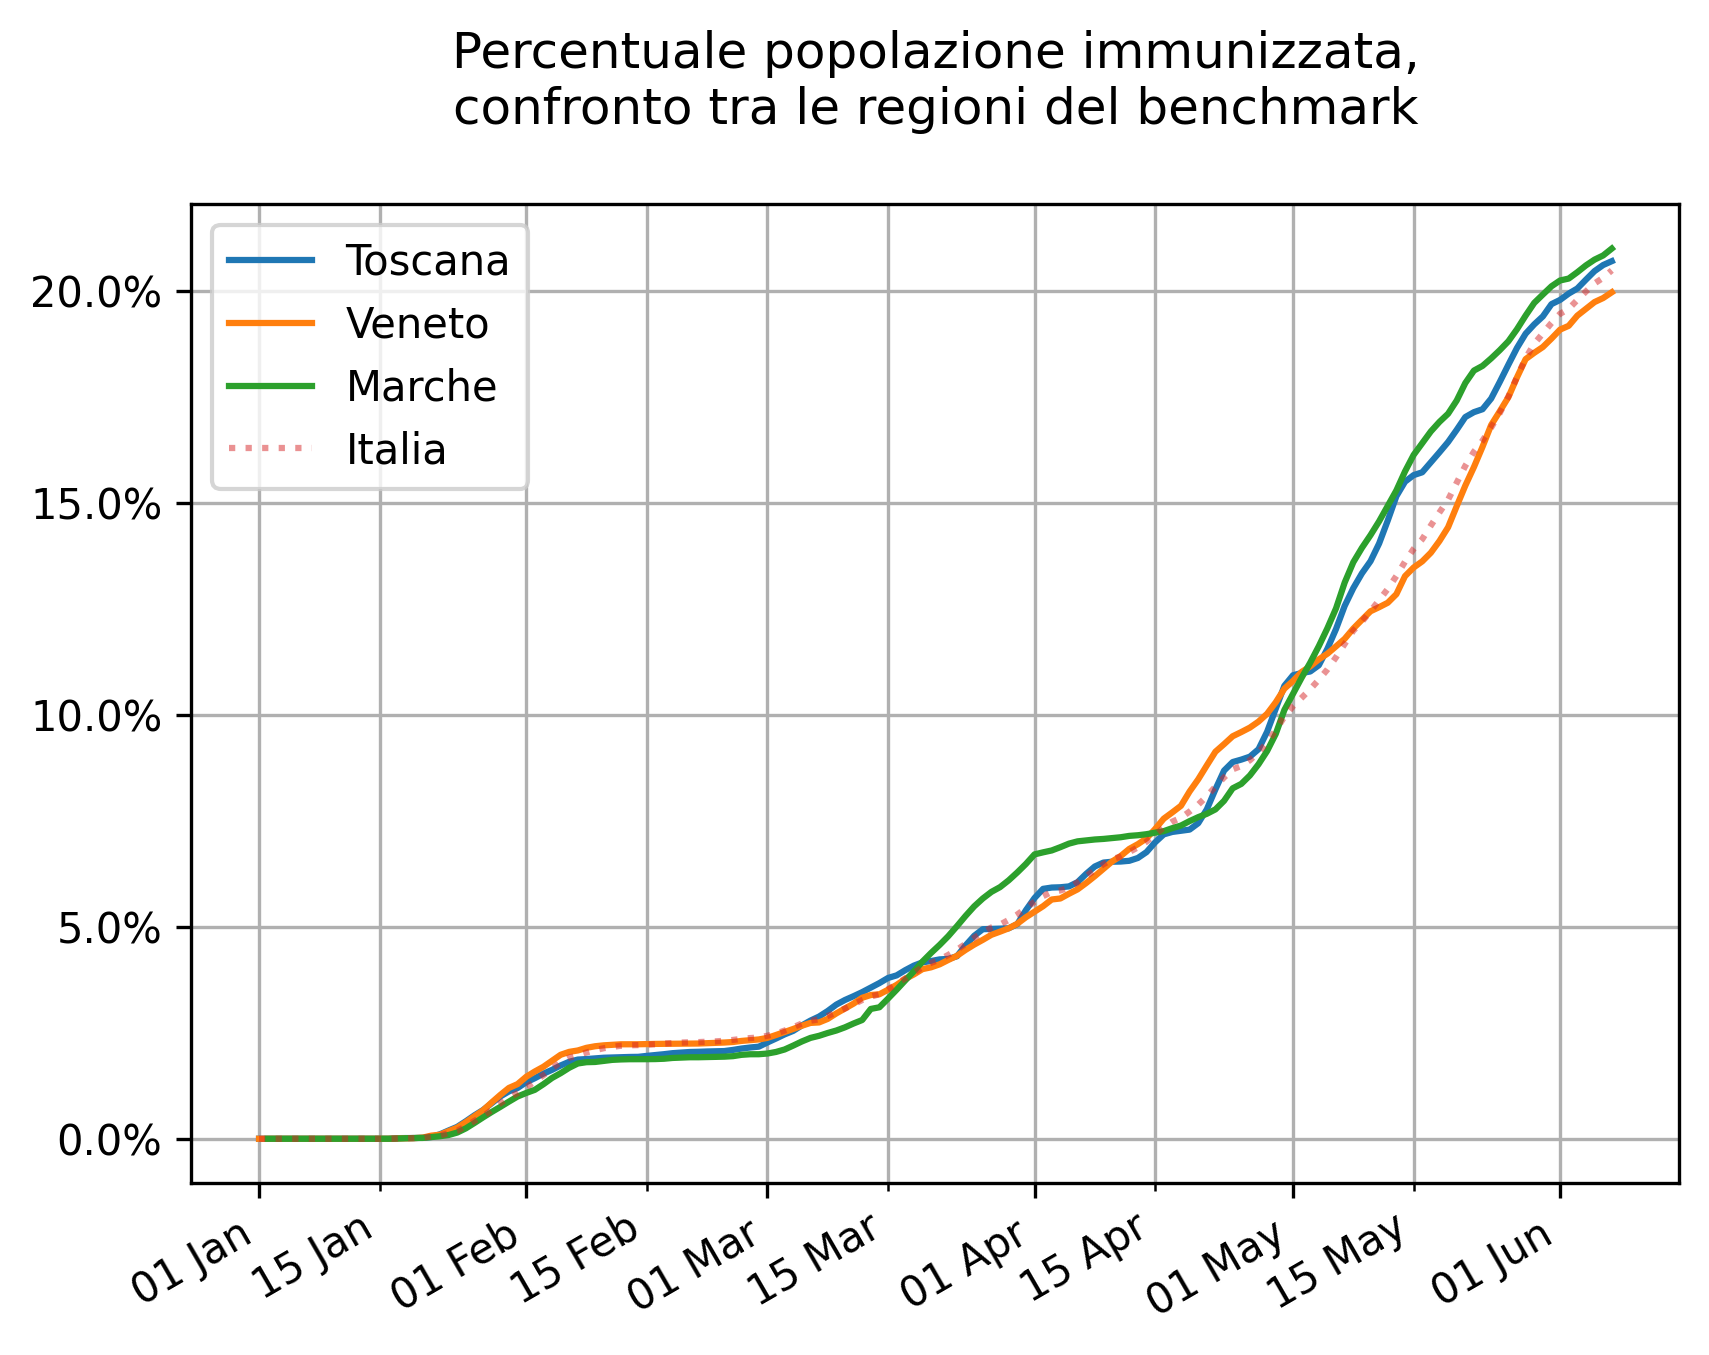 Percentuale popolazione immunizzata,
confronto tra le regioni del benchmark
Toscana
Veneto
Marche
Italia
20.0%
15.0%
10.0%
5.0%
0.0%
01 Jan
15 Jan
01 Feb
15 Feb
01 Mar
15 Mar
01 Apr
15 Apr
01 May
15 May
01 Jun